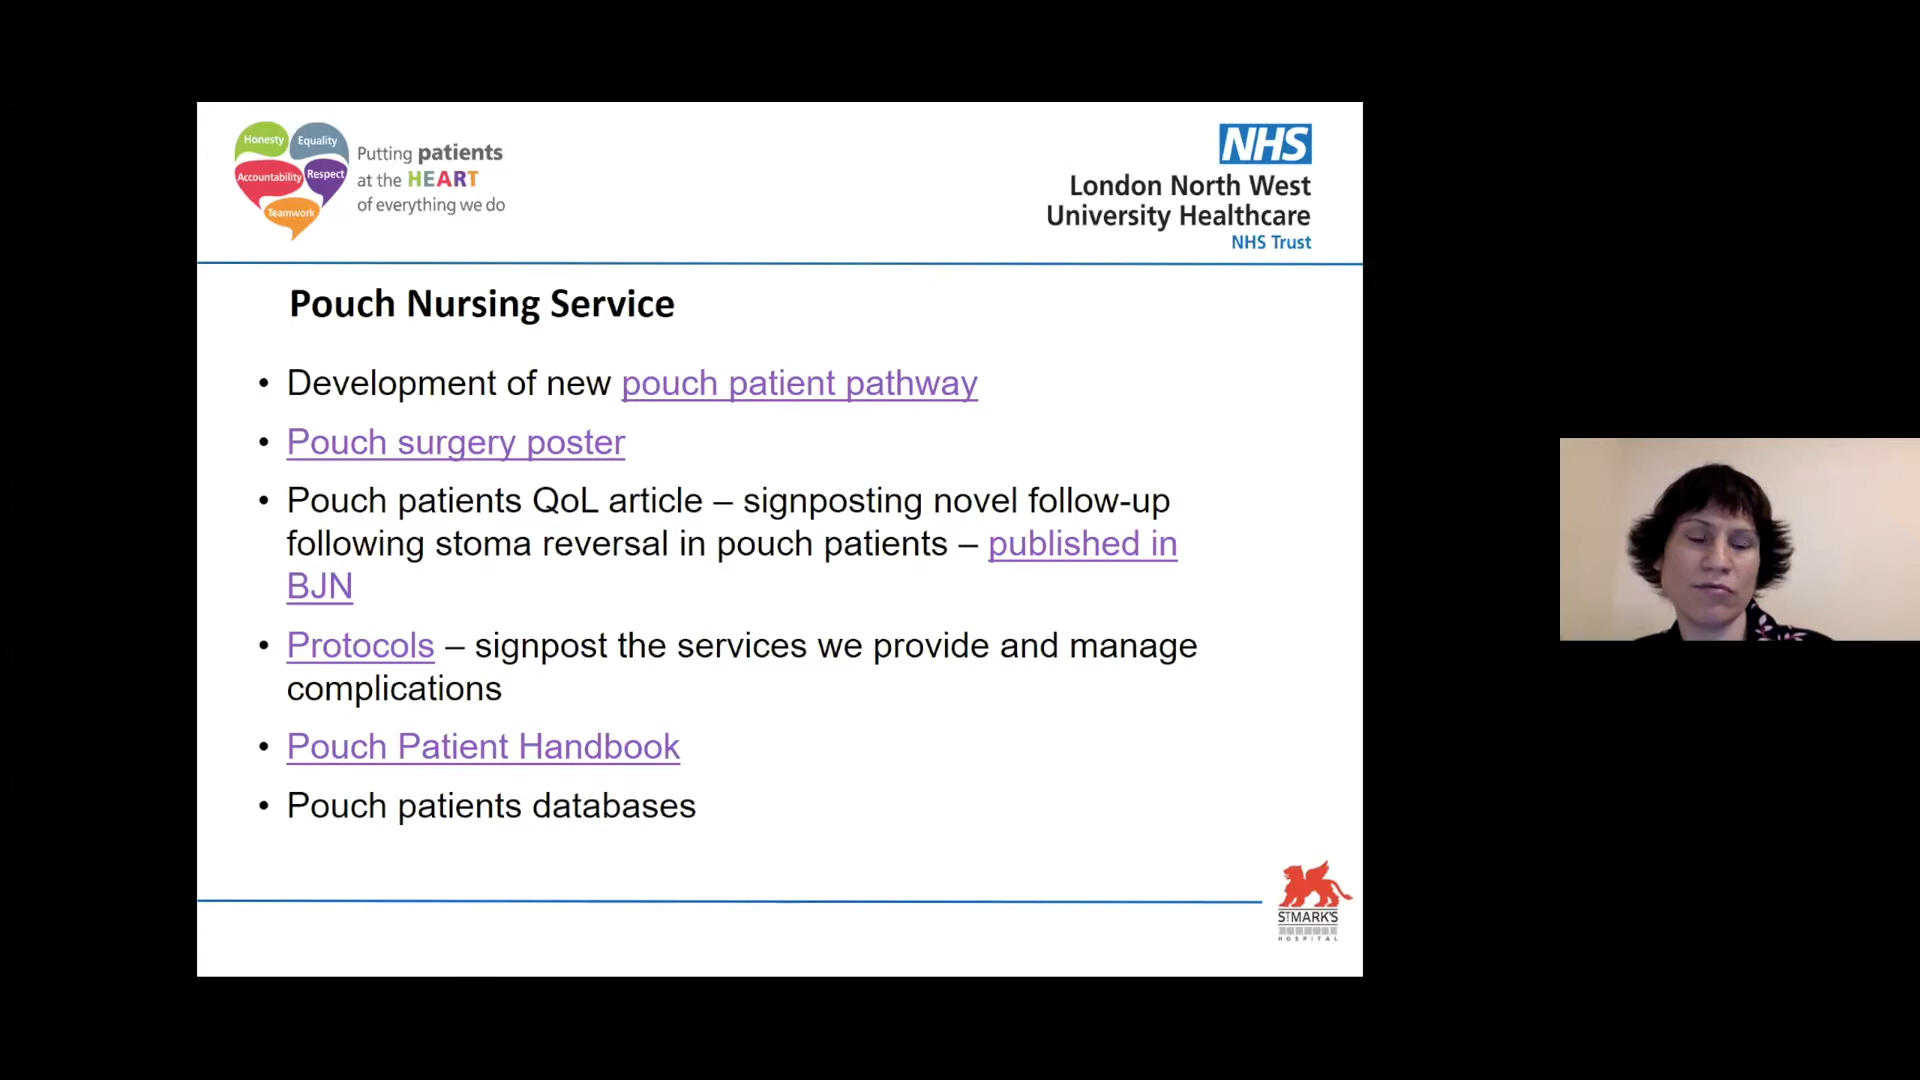 Honesty
Equality
Accountability
Respect
Teamwork
Putting patients
at the HEART
of everything we do
NHS
London North West
University Healthcare
NHS Trust
Pouch Nursing Service
• Development of new pouch patient pathway
• Pouch surgery poster
• Pouch patients QoL article – signposting novel follow-up
following stoma reversal in pouch patients – published in
BJN
• Protocols – signpost the services we provide and manage
complications
• Pouch Patient Handbook
• Pouch patients databases
ST MARK'S
HOSPITAL